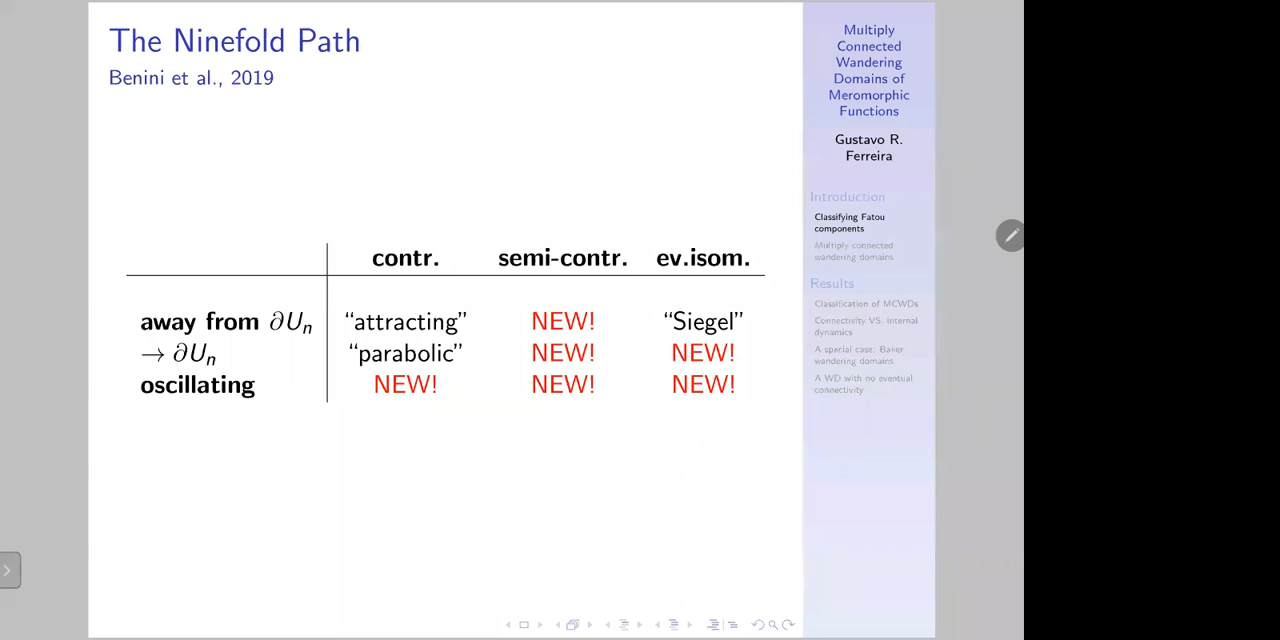 The Ninefold Path
Benini et al., 2019
contr. semi-contr. ev.isom.
away from ∂Uₙ “attracting” NEW! “Siegel”
→ ∂Uₙ “parabolic” NEW! NEW!
oscillating NEW! NEW! NEW!
Multiply
Connected
Wandering
Domains of
Meromorphic
Functions
Gustavo R.
Ferreira
Introduction
Classifying Fatou
components
Multiply connected
wandering domains
Results
Classification of MCWDs
Connectivity VS. internal
dynamics
A special case: Baker
wandering domains
A WD with no eventual
connectivity